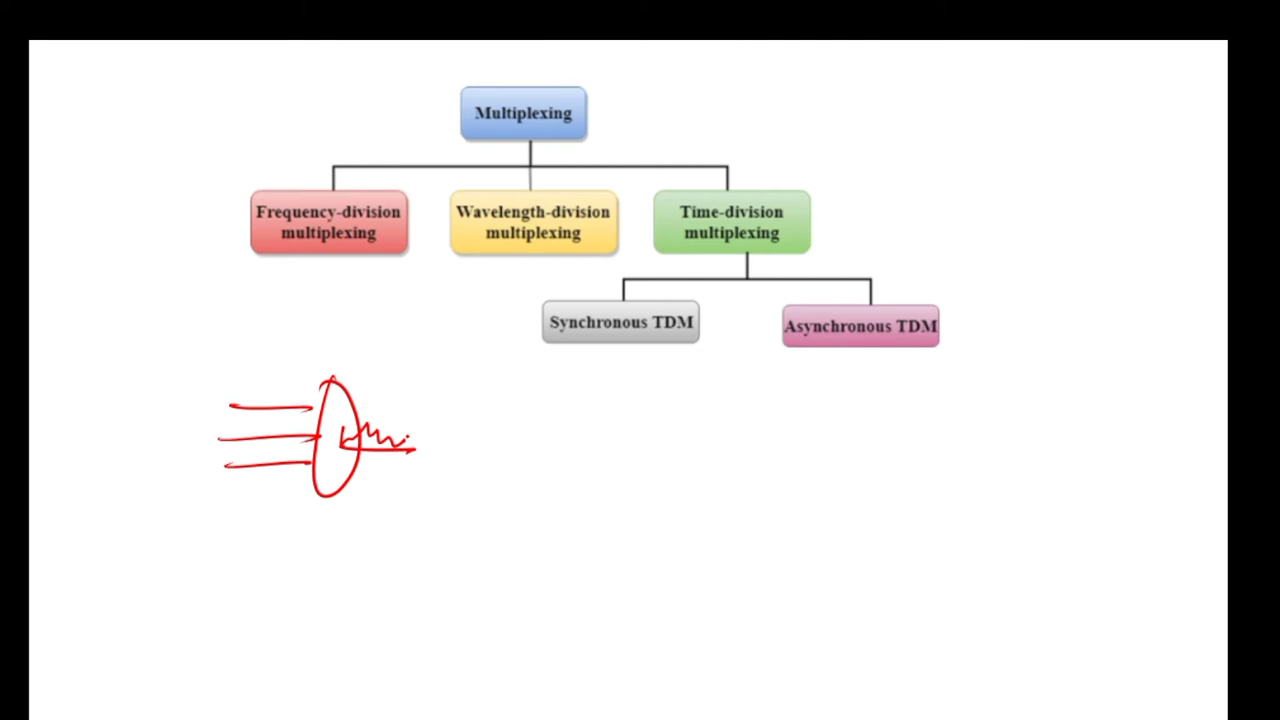 Multiplexing
Frequency-division
multiplexing
Wavelength-division
multiplexing
Time-division
multiplexing
Synchronous TDM
Asynchronous TDM